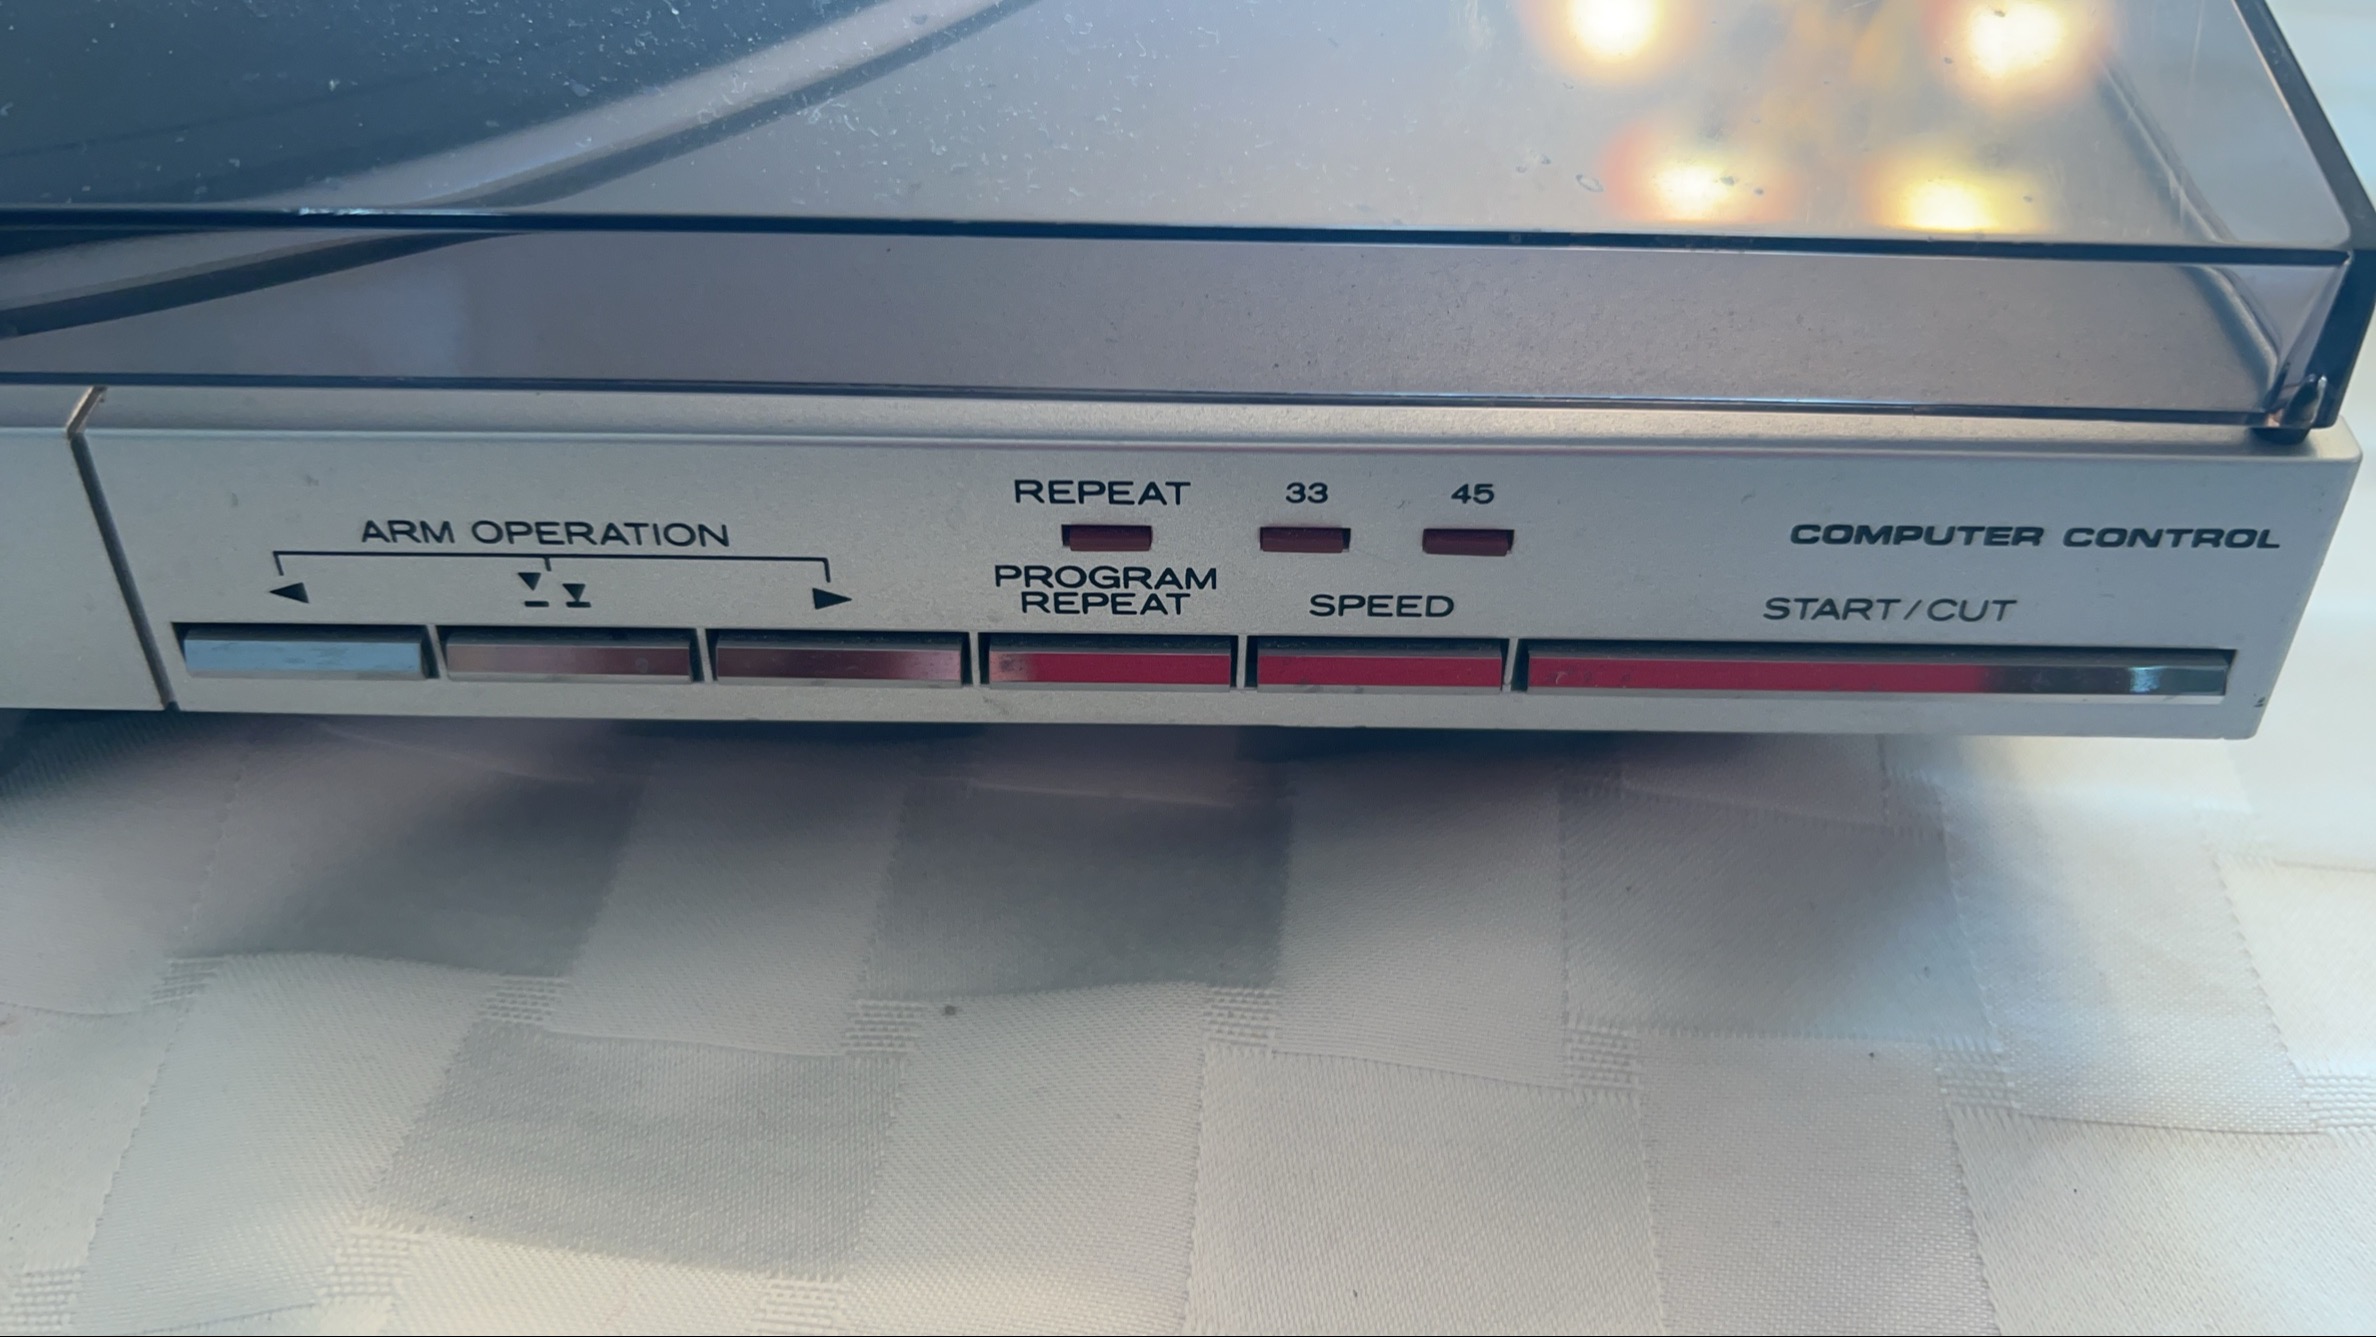 REPEAT
33
45
ARM OPERATION
COMPUTER CONTROL
PROGRAM
REPEAT
SPEED
START/CUT